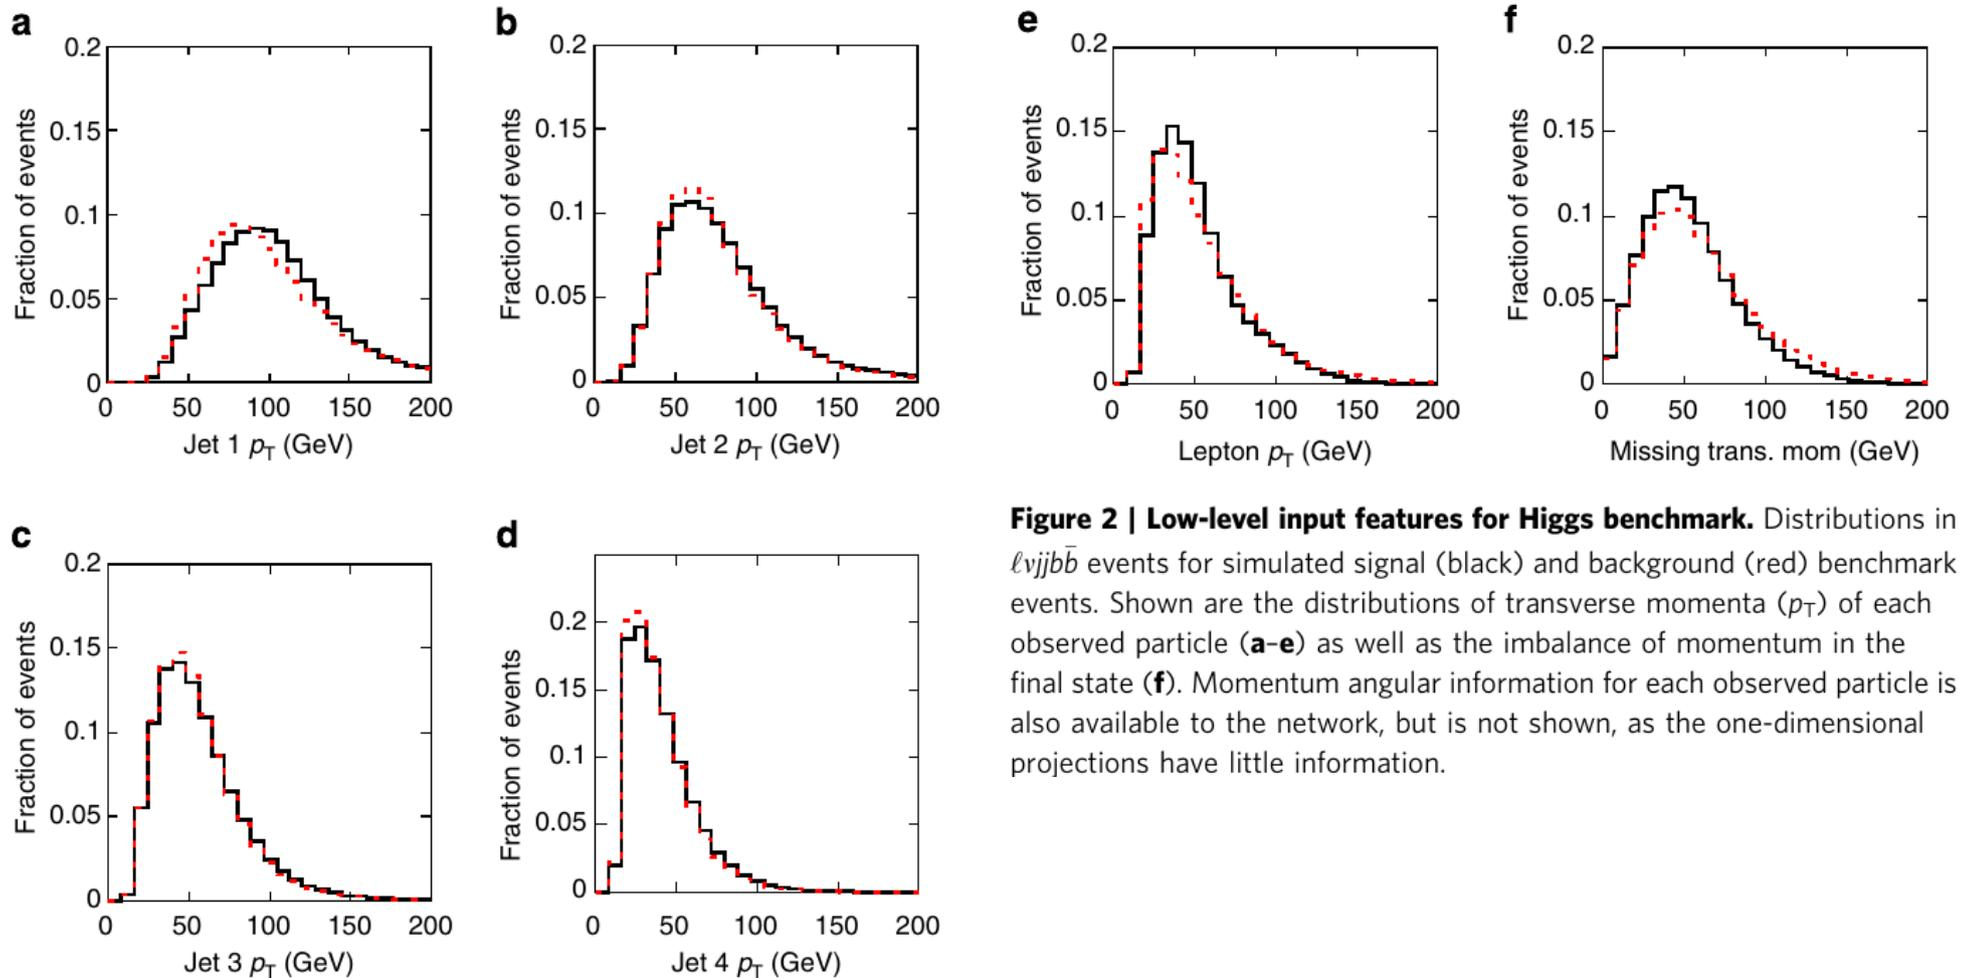 a
0.2
0.15
0.1
0.05
0
Fraction of events
0 50 100 150 200
Jet 1 pT (GeV)
b
0.2
0.15
0.1
0.05
0
Fraction of events
0 50 100 150 200
Jet 2 pT (GeV)
c
0.2
0.15
0.1
0.05
0
Fraction of events
0 50 100 150 200
Jet 3 pT (GeV)
d
0.2
0.15
0.1
0.05
0
Fraction of events
0 50 100 150 200
Jet 4 pT (GeV)
e
0.2
0.15
0.1
0.05
0
Fraction of events
0 50 100 150 200
Lepton pT (GeV)
f
0.2
0.15
0.1
0.05
0
Fraction of events
0 50 100 150 200
Missing trans. mom (GeV)
Figure 2 | Low-level input features for Higgs benchmark. Distributions in
ℓνjjbb̄ events for simulated signal (black) and background (red) benchmark
events. Shown are the distributions of transverse momenta (pT) of each
observed particle (a–e) as well as the imbalance of momentum in the
final state (f). Momentum angular information for each observed particle is
also available to the network, but is not shown, as the one-dimensional
projections have little information.